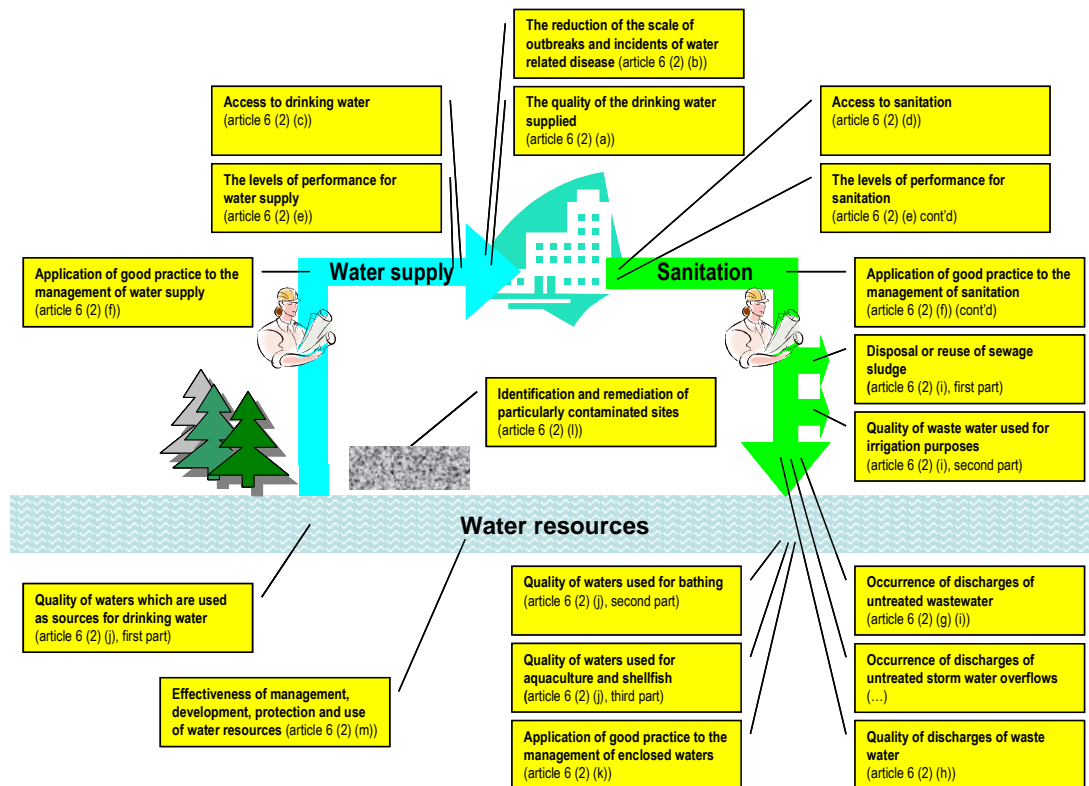 The reduction of the scale of
outbreaks and incidents of water
related disease (article 6 (2) (b))
Access to drinking water
(article 6 (2) (c))
The quality of the drinking water
supplied
(article 6 (2) (a))
Access to sanitation
(article 6 (2) (d))
The levels of performance for
water supply
(article 6 (2) (e))
The levels of performance for
sanitation
(article 6 (2) (e) cont'd)
Application of good practice to the
management of water supply
(article 6 (2) (f))
Water supply
Sanitation
Application of good practice to the
management of sanitation
(article 6 (2) (f)) (cont'd)
Disposal or reuse of sewage
sludge
(article 6 (2) (i), first part)
Identification and remediation of
particularly contaminated sites
(article 6 (2) (l))
Quality of waste water used for
irrigation purposes
(article 6 (2) (i), second part)
Water resources
Quality of waters which are used
as sources for drinking water
(article 6 (2) (j), first part)
Quality of waters used for bathing
(article 6 (2) (j), second part)
Occurrence of discharges of
untreated wastewater
(article 6 (2) (g) (i))
Quality of waters used for
aquaculture and shellfish
(article 6 (2) (j), third part)
Occurrence of discharges of
untreated storm water overflows
(…)
Effectiveness of management,
development, protection and use
of water resources (article 6 (2) (m))
Application of good practice to the
management of enclosed waters
(article 6 (2) (k))
Quality of discharges of waste
water
(article 6 (2) (h))